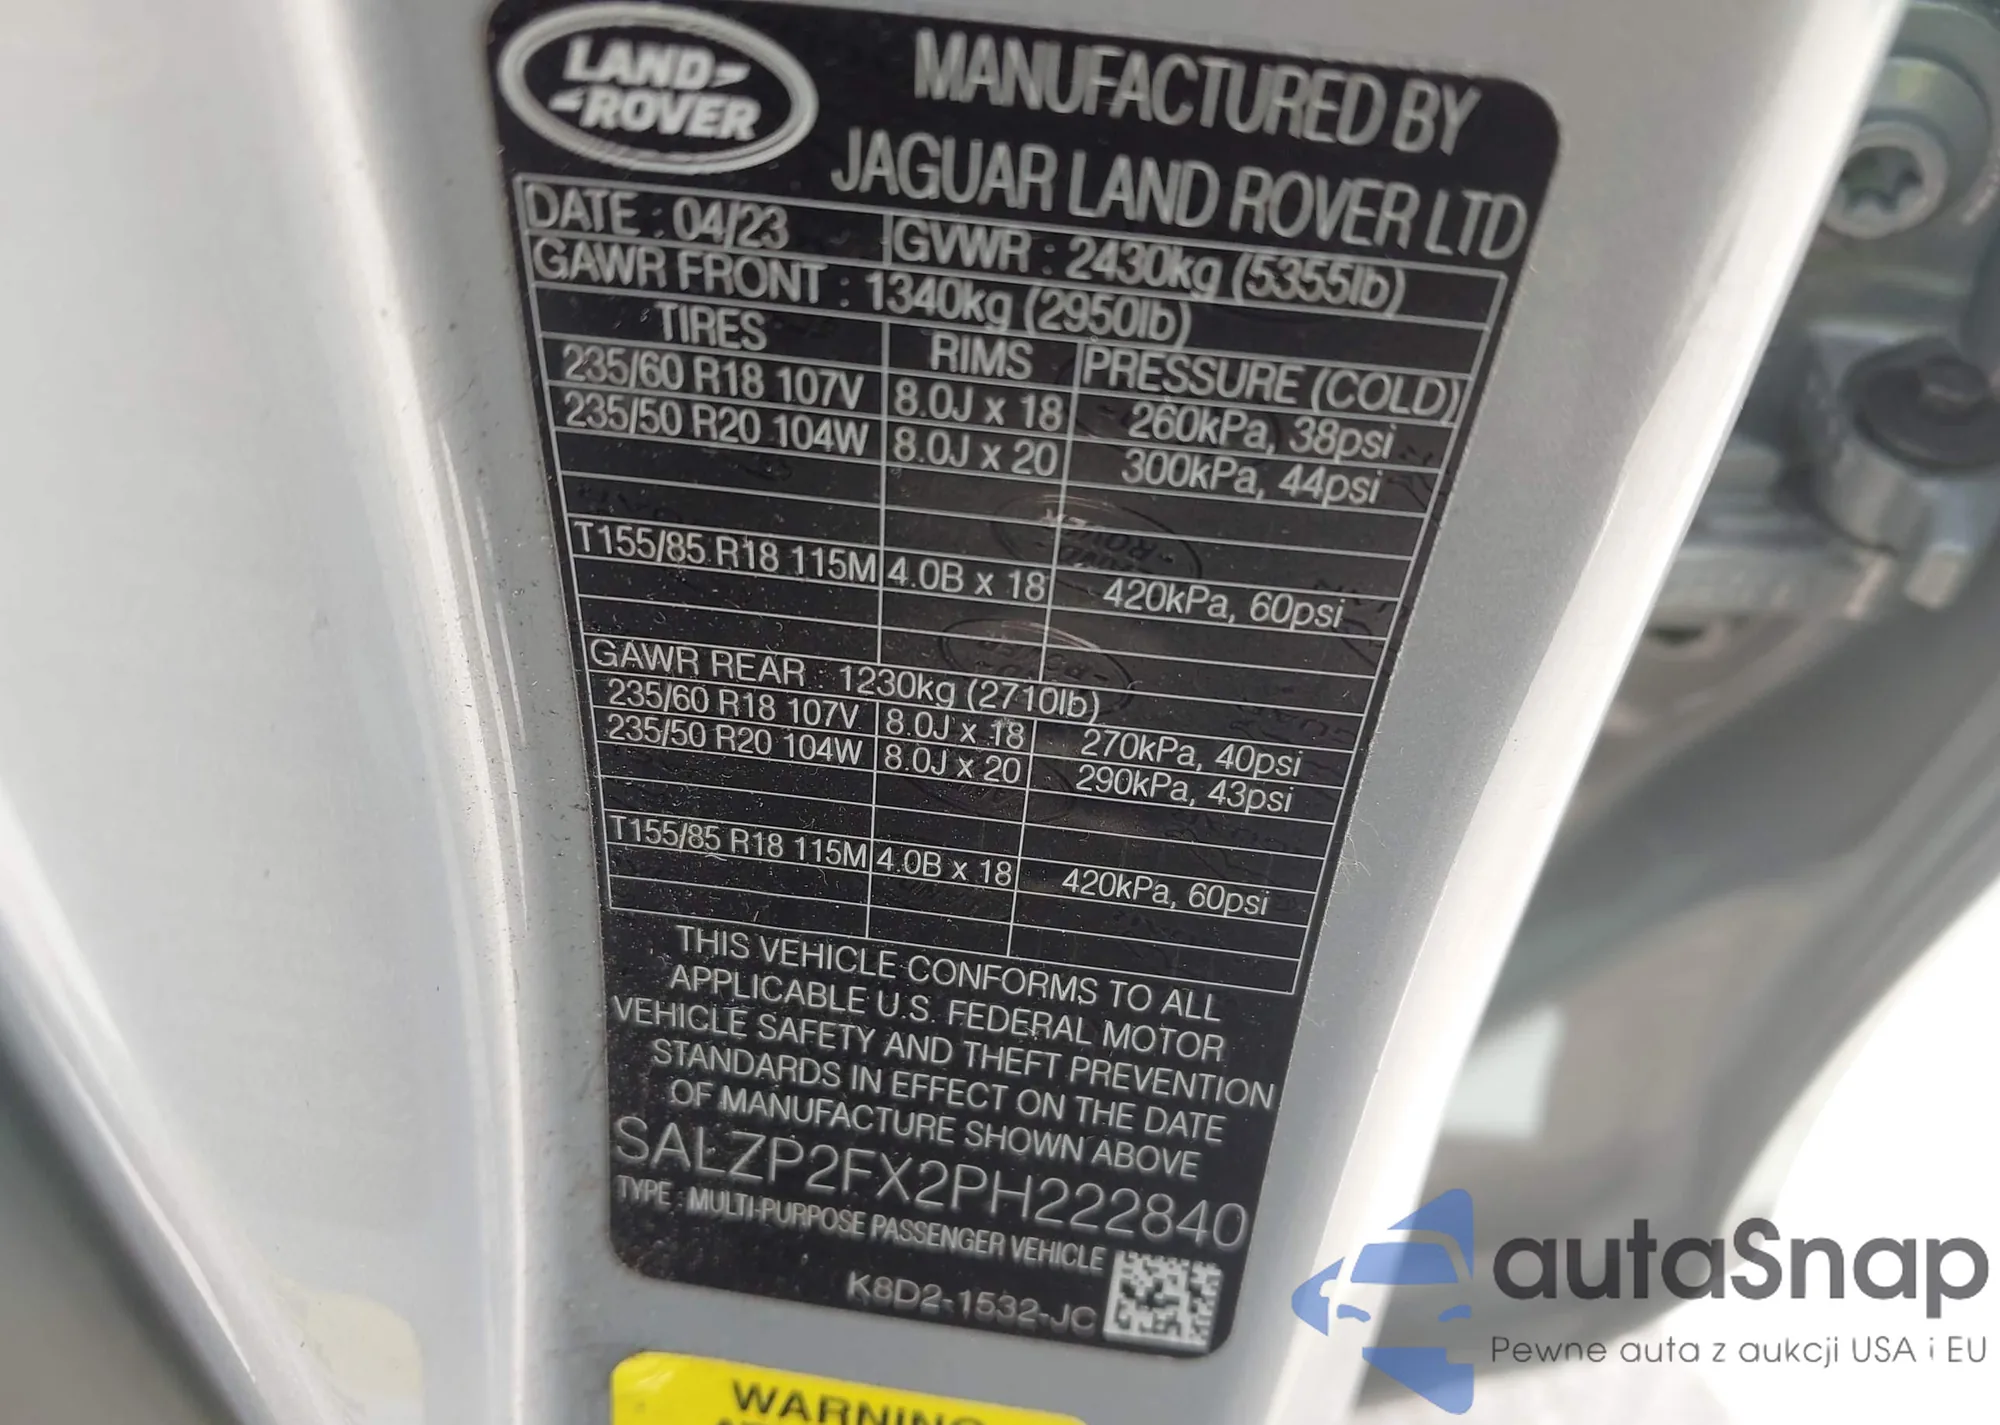 LAND
ROVER
MANUFACTURED BY
JAGUAR LAND ROVER LTD
DATE : 04/23 GVWR : 2430kg (5355lb)
GAWR FRONT : 1340kg (2950lb)
TIRES RIMS PRESSURE (COLD)
235/60 R18 107V 8.0J x 18 260kPa, 38psi
235/50 R20 104W 8.0J x 20 300kPa, 44psi
T155/85 R18 115M 4.0B x 18 420kPa, 60psi
GAWR REAR : 1230kg (2710lb)
235/60 R18 107V 8.0J x 18 270kPa, 40psi
235/50 R20 104W 8.0J x 20 290kPa, 43psi
T155/85 R18 115M 4.0B x 18 420kPa, 60psi
THIS VEHICLE CONFORMS TO ALL
APPLICABLE U.S. FEDERAL MOTOR
VEHICLE SAFETY AND THEFT PREVENTION
STANDARDS IN EFFECT ON THE DATE
OF MANUFACTURE SHOWN ABOVE
SALZP2FX2PH222840
TYPE : MULTI-PURPOSE PASSENGER VEHICLE
K8D2-1532-JC
WARNING
autaSnap
Pewne auta z aukcji USA i EU